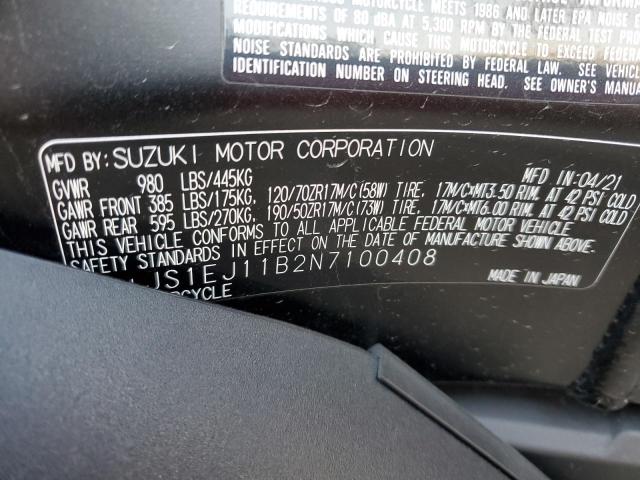 MOTORCYCLE MEETS 1986 AND LATER EPA NOISE
REQUIREMENTS OF 80 dBA AT 5,300 RPM BY THE FEDERAL TEST
MODIFICATIONS WHICH CAUSE THIS MOTORCYCLE TO EXCEED FEDERAL
NOISE STANDARDS ARE PROHIBITED BY FEDERAL LAW. SEE VEHICLE
IDENTIFICATION NUMBER ON STEERING HEAD. SEE OWNER'S MANUAL
MFD BY:SUZUKI MOTOR CORPORATION MFD IN:04/21
GVWR 980 LBS/445KG
GAWR FRONT 385 LBS/175KG, 120/70ZR17M/C(58W) TIRE, 17M/C×MT3.50 RIM, AT 42 PSI COLD
GAWR REAR 595 LBS/270KG, 190/50ZR17M/C(73W) TIRE, 17M/C×MT6.00 RIM, AT 42 PSI COLD
THIS VEHICLE CONFORMS TO ALL APPLICABLE FEDERAL MOTOR VEHICLE
SAFETY STANDARDS IN EFFECT ON THE DATE OF MANUFACTURE SHOWN ABOVE.
JS1EJ11B2N7100408 MADE IN JAPAN